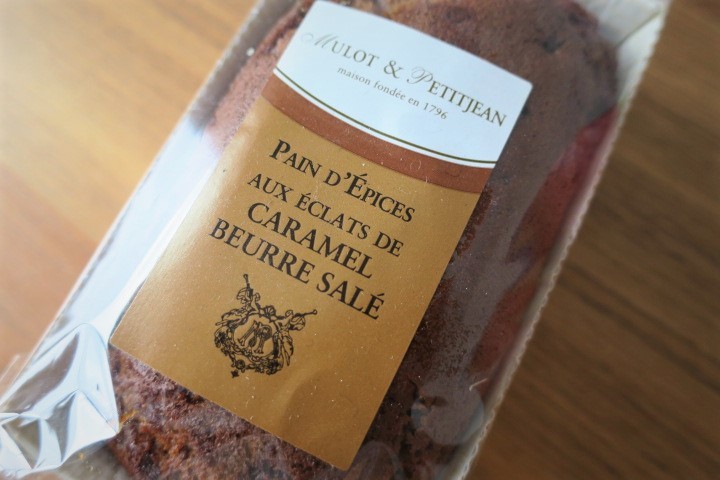 MULOT & PETITJEAN
maison fondée en 1796
PAIN D'ÉPICES
AUX ÉCLATS DE
CARAMEL
BEURRE SALÉ